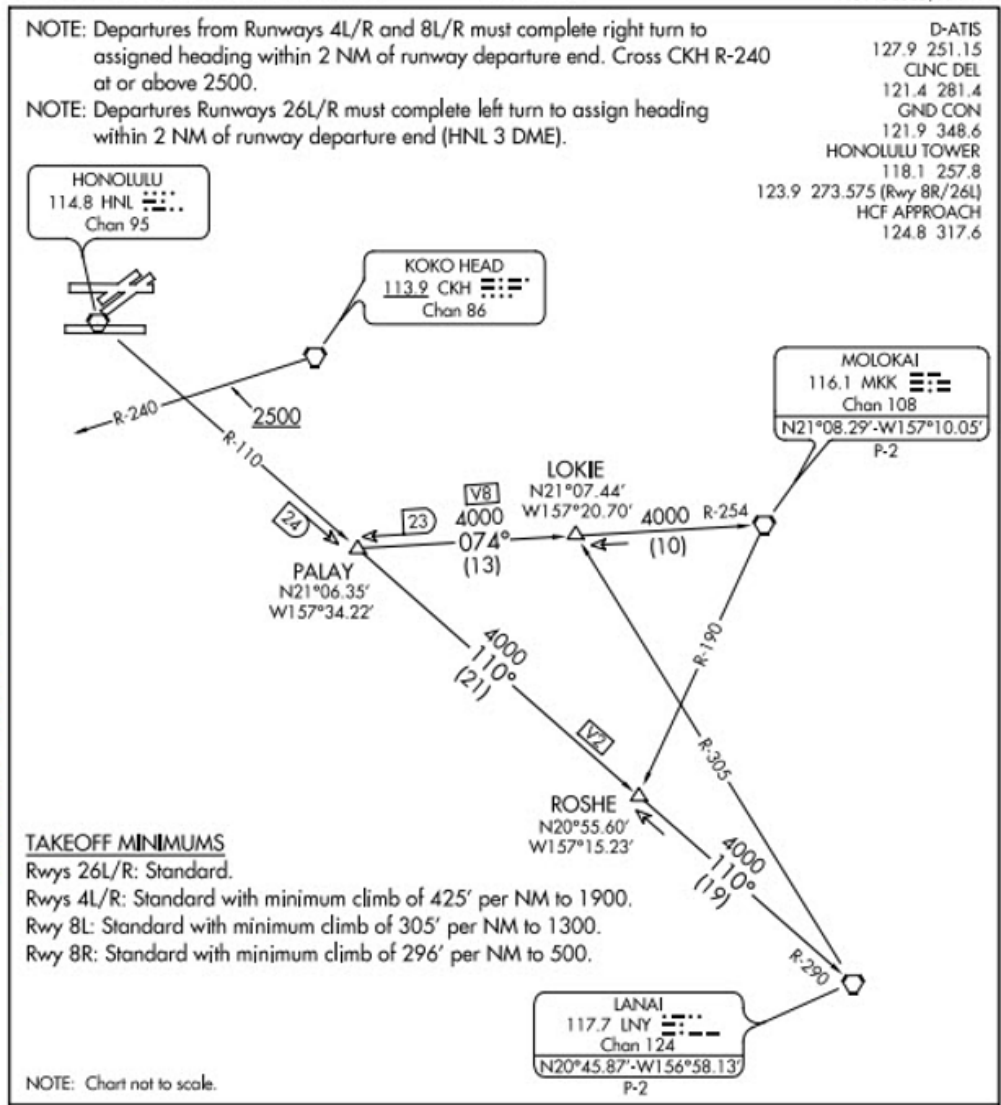 NOTE: Departures from Runways 4L/R and 8L/R must complete right turn to
assigned heading within 2 NM of runway departure end. Cross CKH R-240
at or above 2500.
NOTE: Departures Runways 26L/R must complete left turn to assign heading
within 2 NM of runway departure end (HNL 3 DME).
D-ATIS
127.9 251.15
CLNC DEL
121.4 281.4
GND CON
121.9 348.6
HONOLULU TOWER
118.1 257.8
123.9 273.575 (Rwy 8R/26L)
HCF APPROACH
124.8 317.6
HONOLULU
114.8 HNL
Chan 95
KOKO HEAD
113.9 CKH
Chan 86
MOLOKAI
116.1 MKK
Chan 108
N21°08.29'-W157°10.05'
P-2
R-240
2500
R-110
24
23
V8
4000
074°
(13)
LOKIE
N21°07.44'
W157°20.70'
4000
R-254
(10)
PALAY
N21°06.35'
W157°34.22'
4000
110°
(21)
V2
R-190
R-305
ROSHE
N20°55.60'
W157°15.23'
4000
110°
(19)
R-290
TAKEOFF MINIMUMS
Rwys 26L/R: Standard.
Rwys 4L/R: Standard with minimum climb of 425' per NM to 1900.
Rwy 8L: Standard with minimum climb of 305' per NM to 1300.
Rwy 8R: Standard with minimum climb of 296' per NM to 500.
LANAI
117.7 LNY
Chan 124
N20°45.87'-W156°58.13'
P-2
NOTE: Chart not to scale.